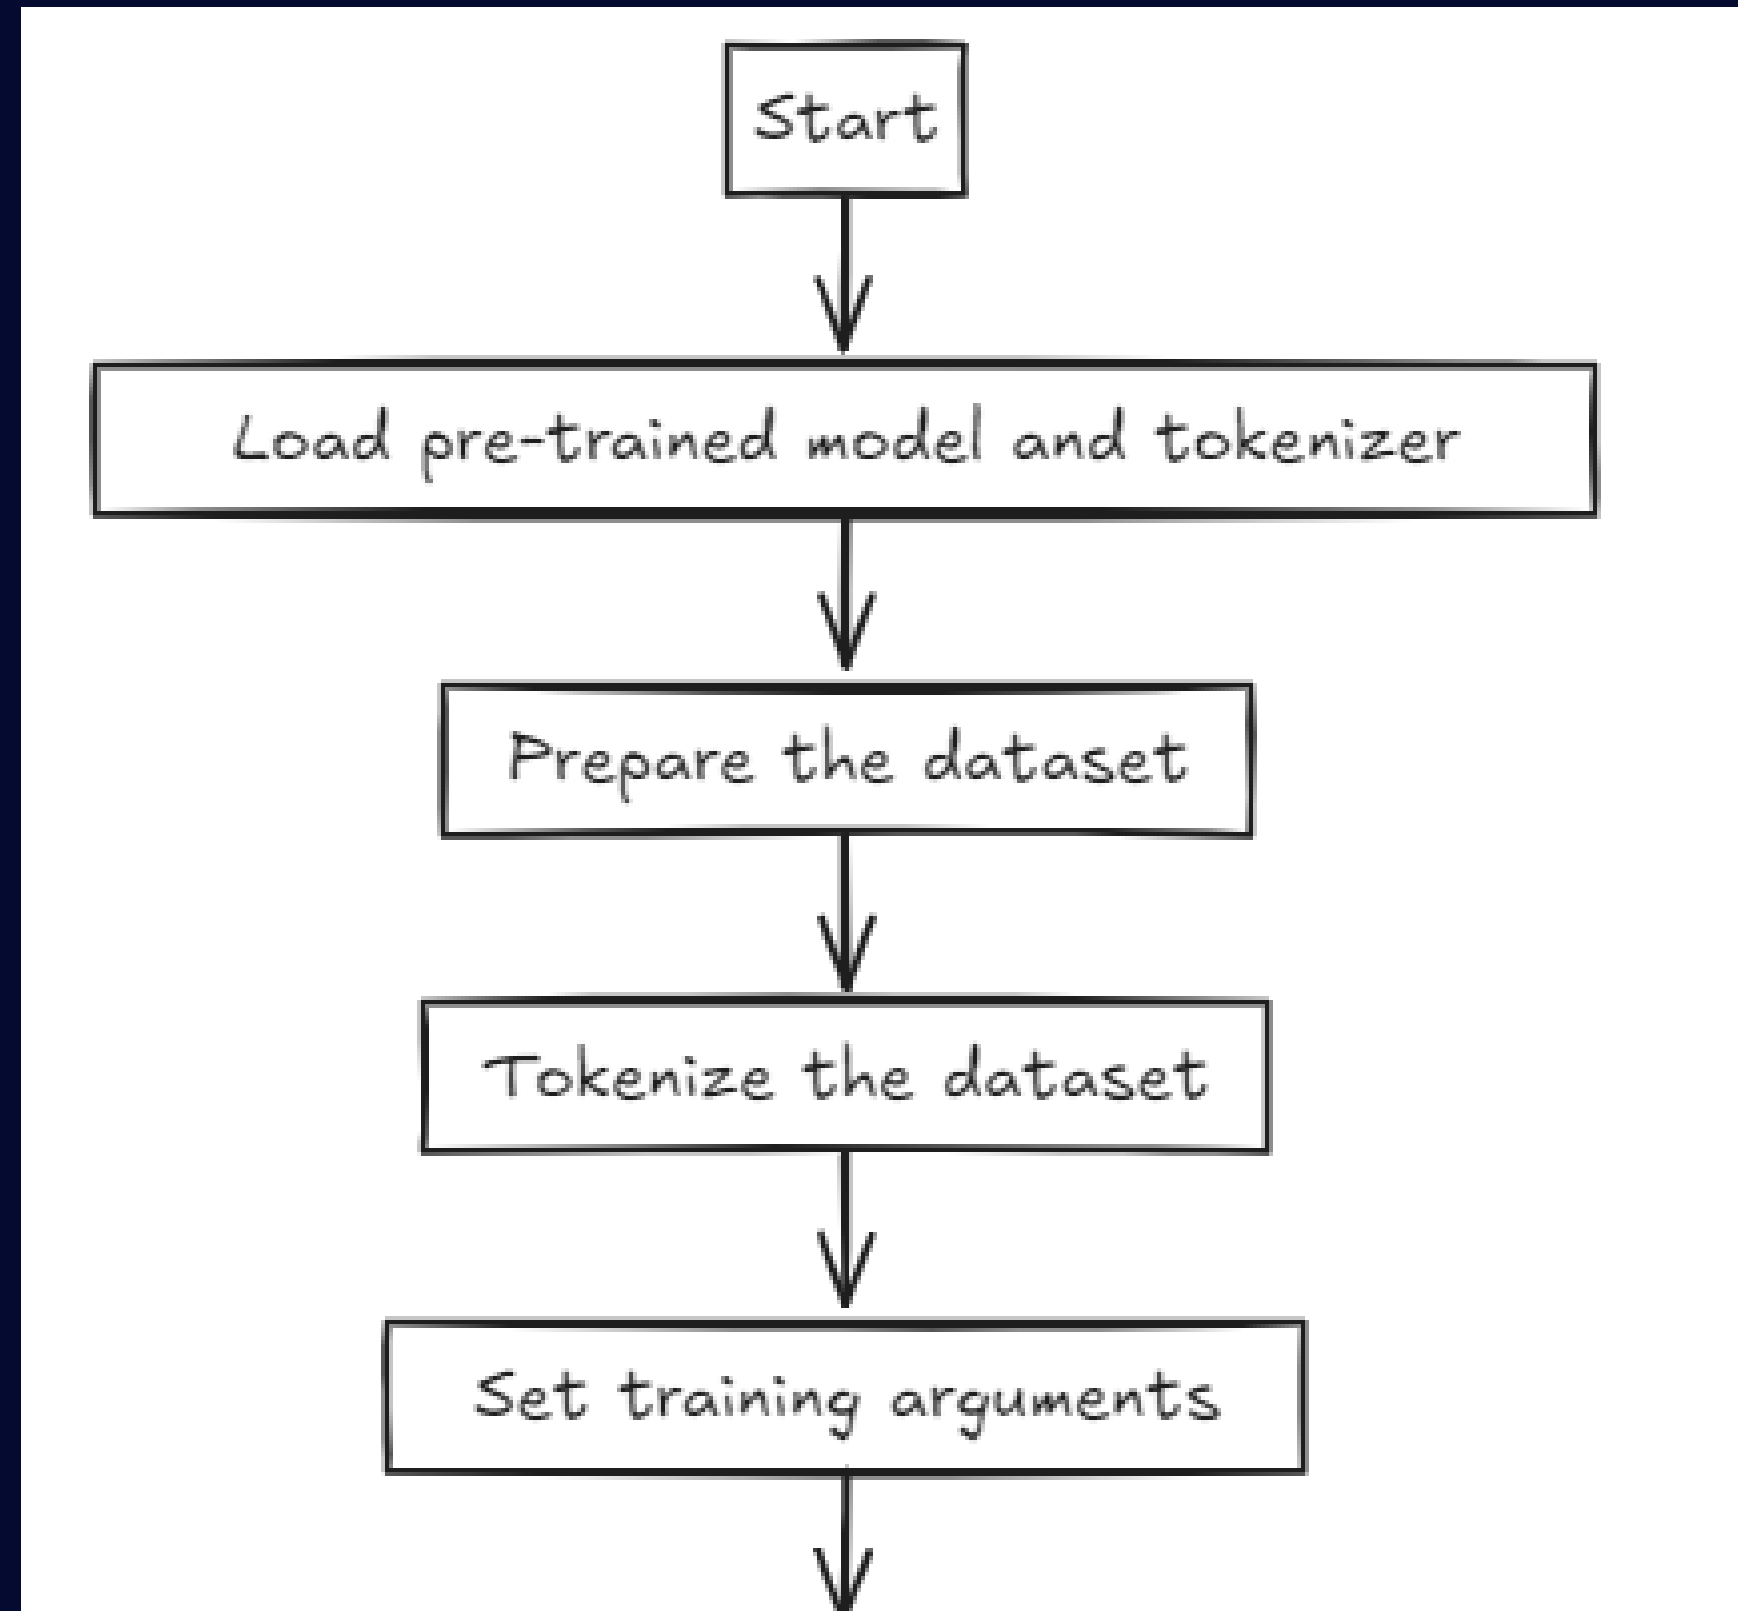 Start
Load pre-trained model and tokenizer
Prepare the dataset
Tokenize the dataset
Set training arguments